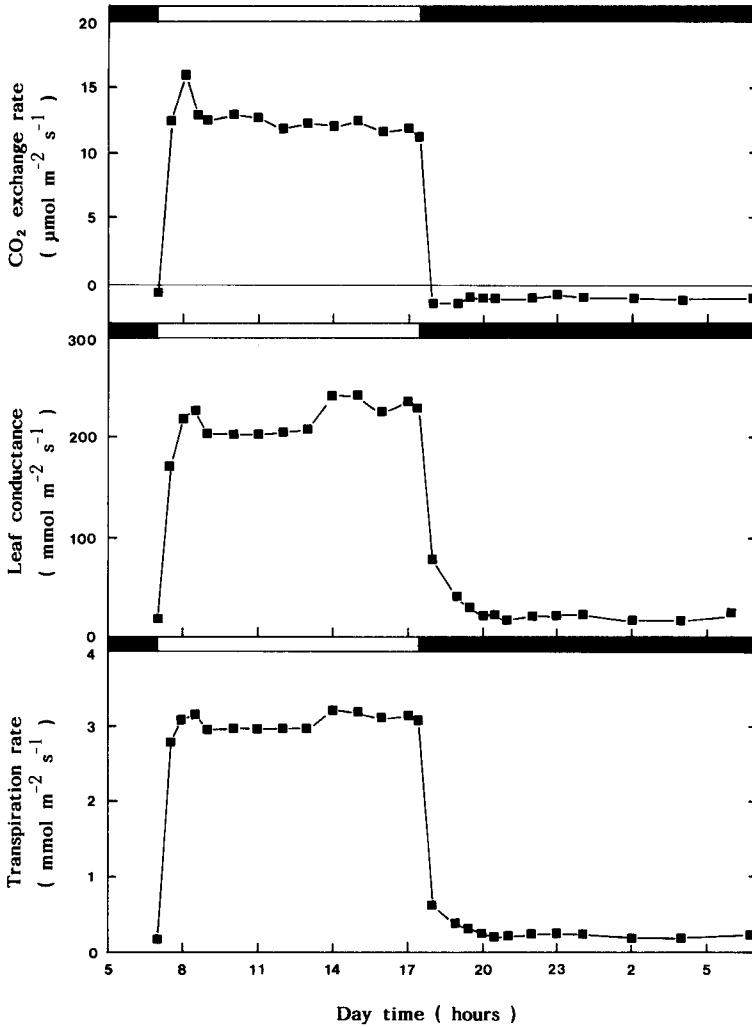 20
15
10
5
0
CO₂ exchange rate
( µmol m⁻² s⁻¹ )
300
200
100
0
Leaf conductance
( mmol m⁻² s⁻¹ )
4
3
2
1
0
Transpiration rate
( mmol m⁻² s⁻¹ )
5 8 11 14 17 20 23 2 5
Day time ( hours )